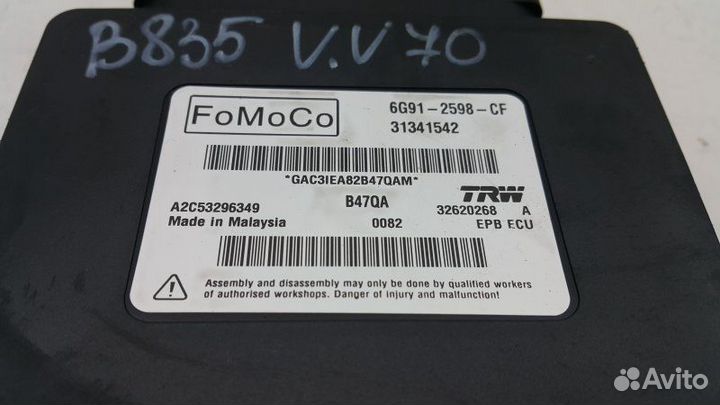 B835 V.V70
FoMoCo
6G91-2598-CF
31341542
*GAC3IEA82B47QAM*
A2C53296349
B47QA
TRW
32620268 A
Made in Malaysia
0082
EPB ECU
Assembly and disassembly may only be done by qualified workers
of authorised workshops. Danger of injury and malfunction!
Avito